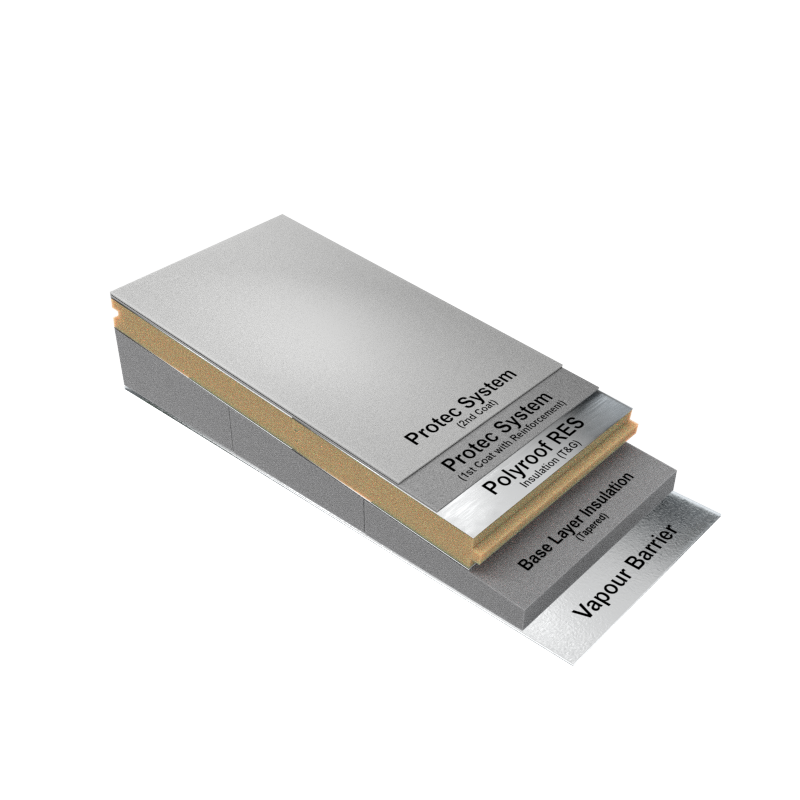 Protec System
(2nd Coat)
Protec System
(1st Coat with Reinforcement)
Polyroof RES
Insulation (T&G)
Base Layer Insulation
(Tapered)
Vapour Barrier